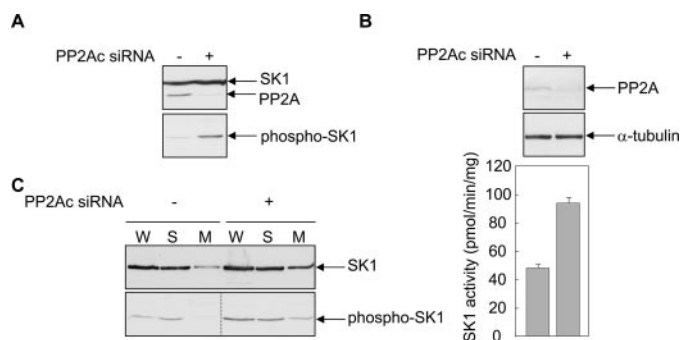 A
PP2Ac siRNA - +
SK1
PP2A
phospho-SK1
B
PP2Ac siRNA - +
PP2A
α-tubulin
120
100
80
60
40
20
0
SK1 activity (pmol/min/mg)
C
PP2Ac siRNA - +
W S M W S M
SK1
phospho-SK1